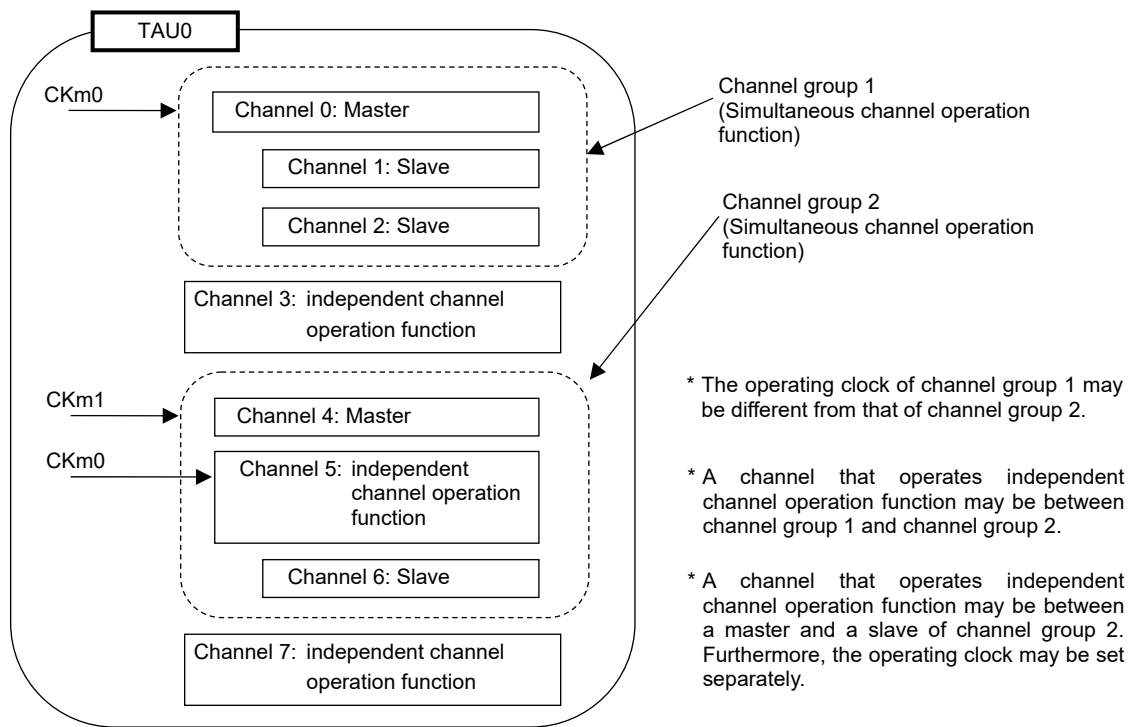 TAU0
CKm0
Channel 0: Master
Channel 1: Slave
Channel 2: Slave
Channel group 1
(Simultaneous channel operation
function)
Channel 3: independent channel
operation function
Channel group 2
(Simultaneous channel operation
function)
CKm1
Channel 4: Master
CKm0
Channel 5: independent
channel operation
function
Channel 6: Slave
Channel 7: independent channel
operation function
* The operating clock of channel group 1 may
be different from that of channel group 2.
* A channel that operates independent
channel operation function may be between
channel group 1 and channel group 2.
* A channel that operates independent
channel operation function may be between
a master and a slave of channel group 2.
Furthermore, the operating clock may be set
separately.